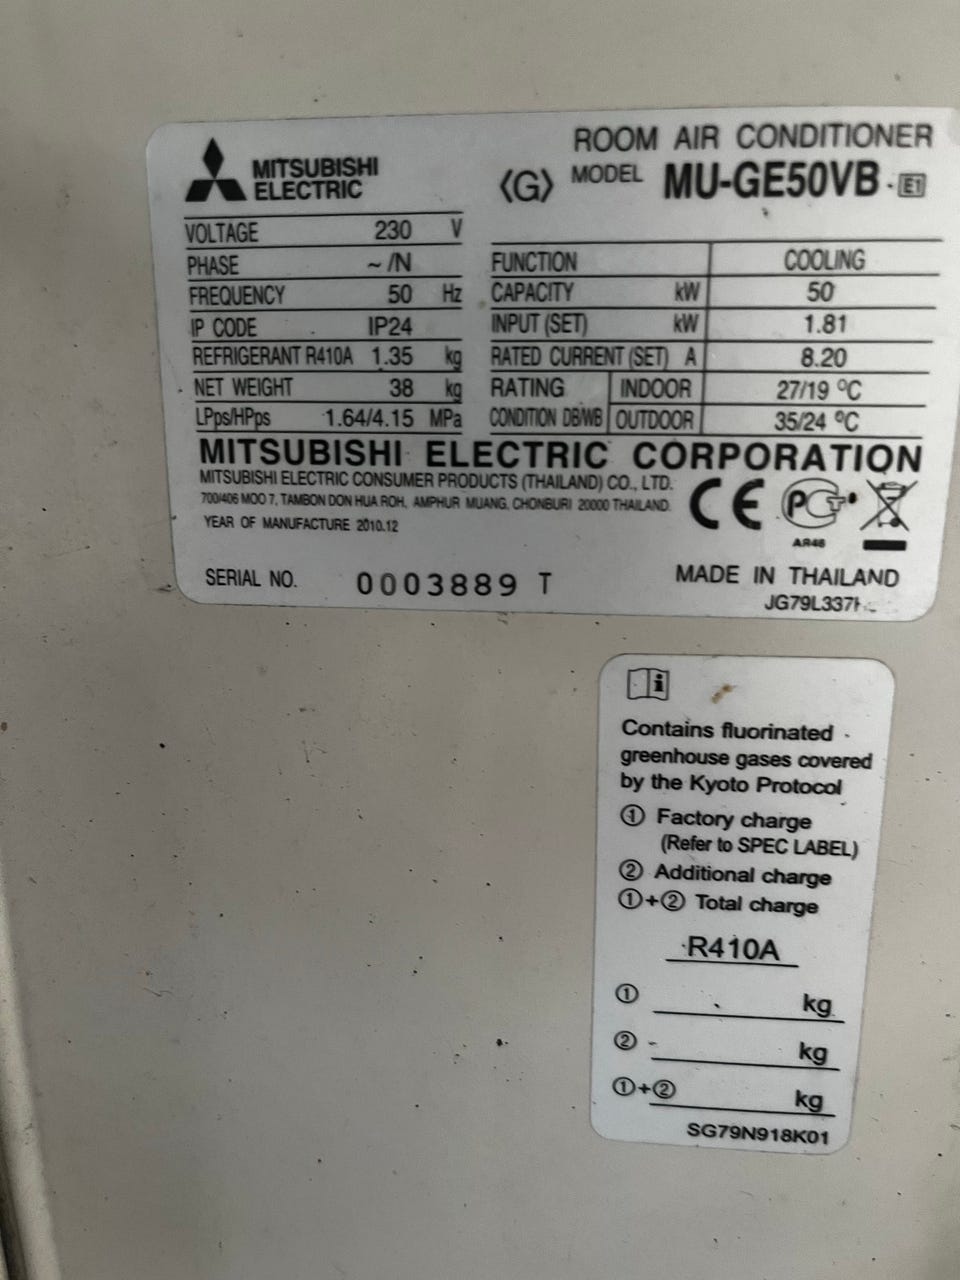 MITSUBISHI
ELECTRIC
ROOM AIR CONDITIONER
⟨G⟩ MODEL MU-GE50VB - E1
VOLTAGE 230 V
PHASE ~/N
FREQUENCY 50 Hz
IP CODE IP24
REFRIGERANT R410A 1.35 kg
NET WEIGHT 38 kg
LPps/HPps 1.64/4.15 MPa
FUNCTION COOLING
CAPACITY kW 50
INPUT (SET) kW 1.81
RATED CURRENT (SET) A 8.20
RATING INDOOR 27/19 °C
CONDITION DB/WB OUTDOOR 35/24 °C
MITSUBISHI ELECTRIC CORPORATION
MITSUBISHI ELECTRIC CONSUMER PRODUCTS (THAILAND) CO., LTD.
700/406 MOO 7, TAMBON DON HUA ROH, AMPHUR MUANG, CHONBURI 20000 THAILAND.
YEAR OF MANUFACTURE 2010.12
CE
AЯ46
SERIAL NO. 0003889 T
MADE IN THAILAND
JG79L337
i
Contains fluorinated
greenhouse gases covered
by the Kyoto Protocol
① Factory charge
(Refer to SPEC LABEL)
② Additional charge
①+② Total charge
R410A
① kg
② kg
①+② kg
SG79N918K01